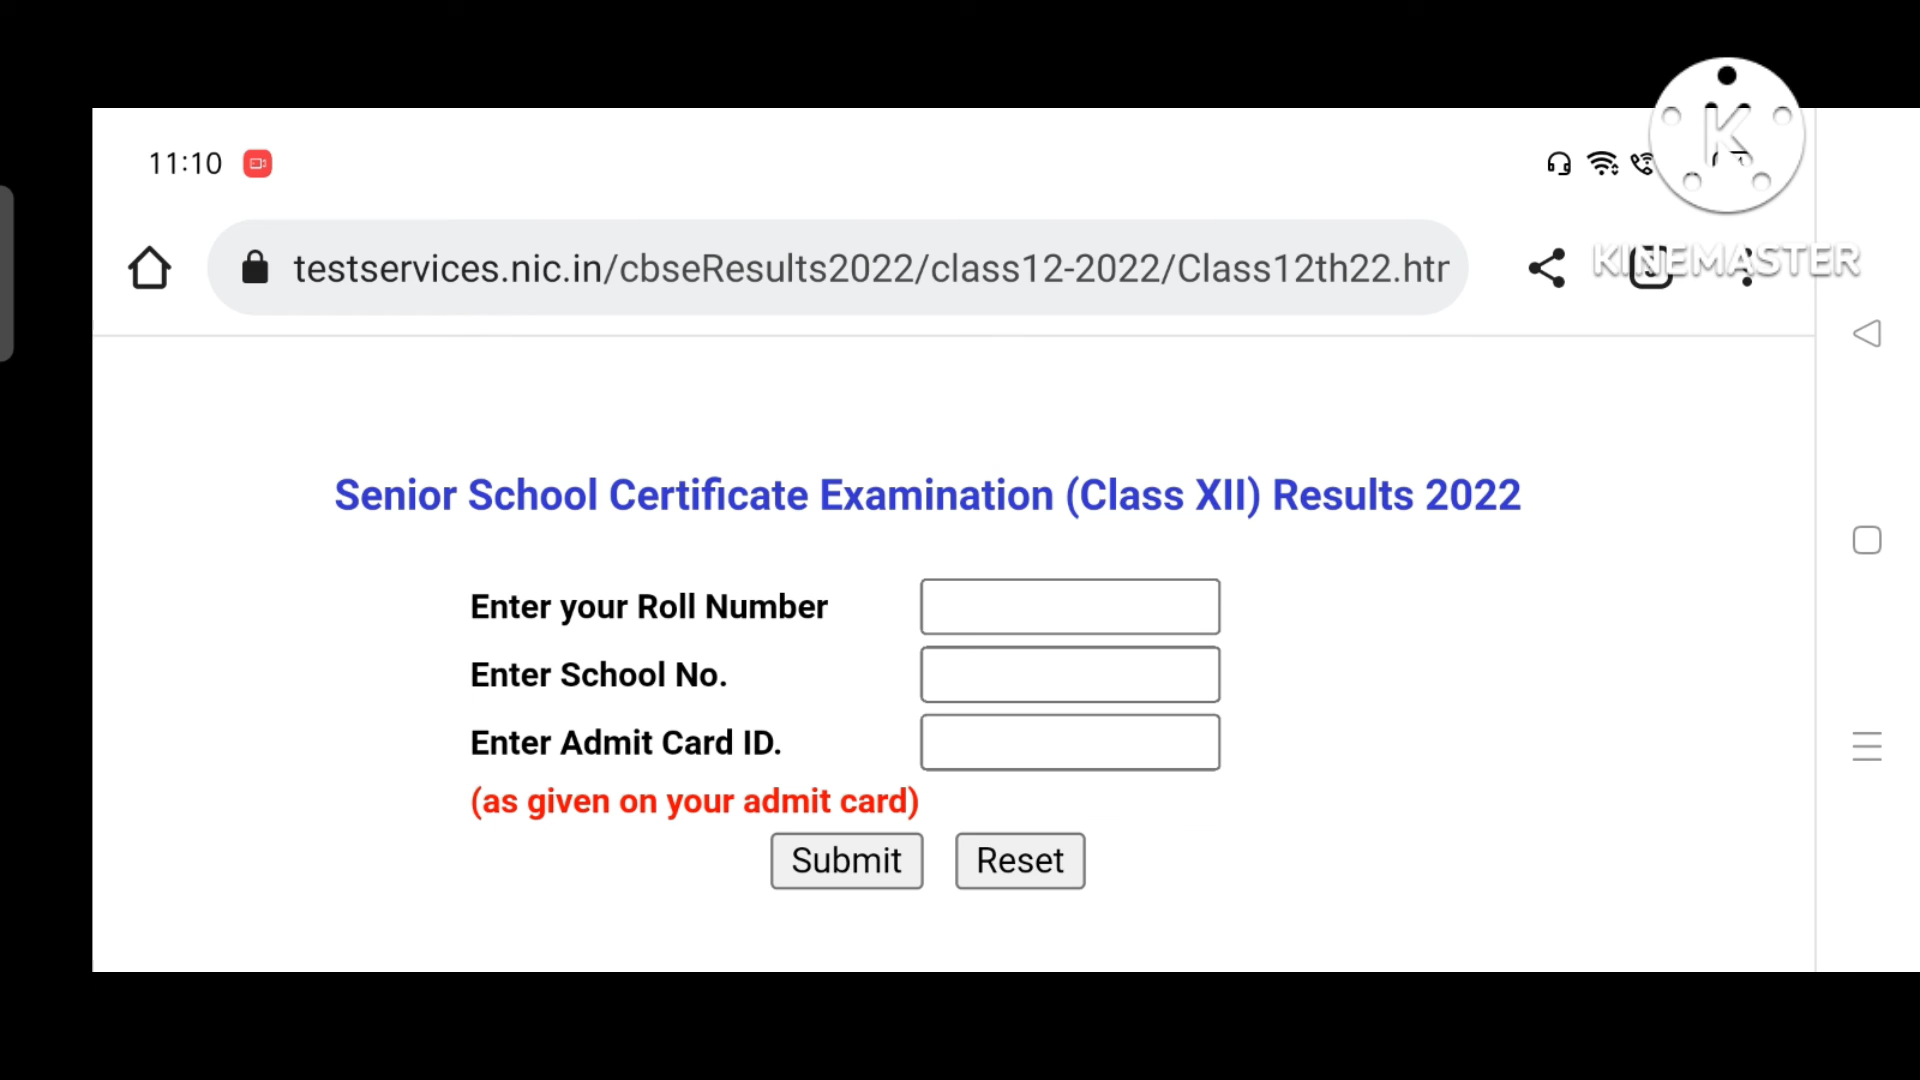 11:10
testservices.nic.in/cbseResults2022/class12-2022/Class12th22.htr
KINEMASTER
Senior School Certificate Examination (Class XII) Results 2022
Enter your Roll Number
Enter School No.
Enter Admit Card ID.
(as given on your admit card)
Submit Reset